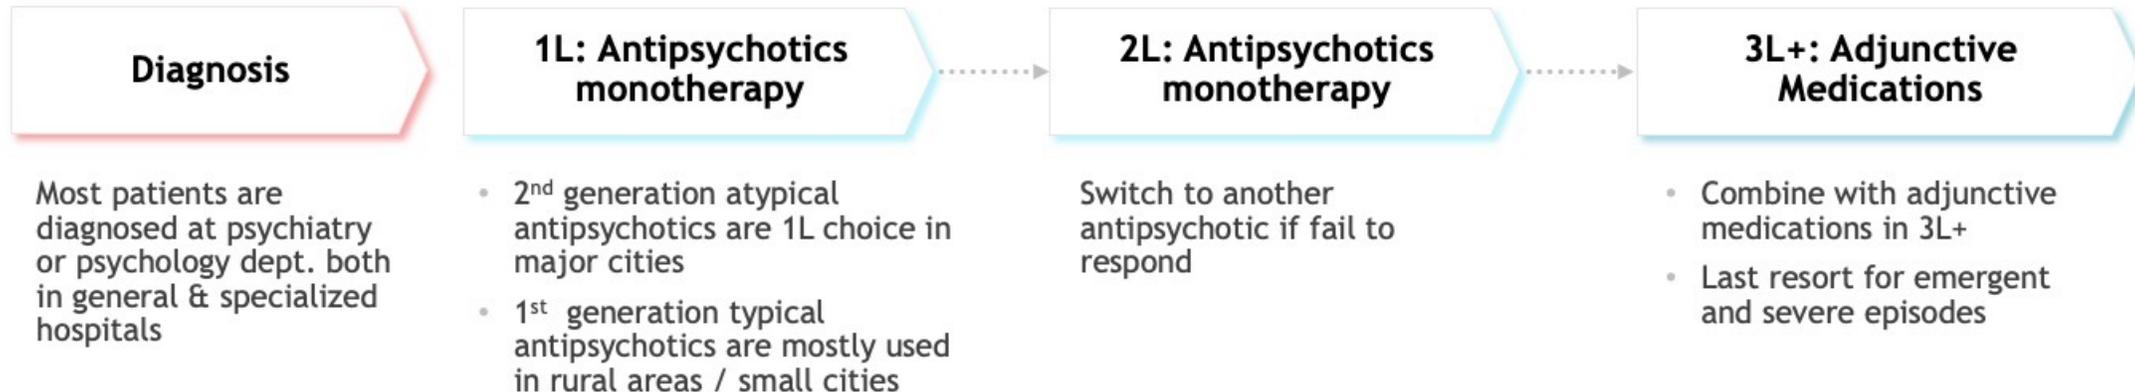 Diagnosis
1L: Antipsychotics
monotherapy
2L: Antipsychotics
monotherapy
3L+: Adjunctive
Medications
Most patients are
diagnosed at psychiatry
or psychology dept. both
in general & specialized
hospitals
• 2nd generation atypical
antipsychotics are 1L choice in
major cities
• 1st generation typical
antipsychotics are mostly used
in rural areas / small cities
Switch to another
antipsychotic if fail to
respond
• Combine with adjunctive
medications in 3L+
• Last resort for emergent
and severe episodes